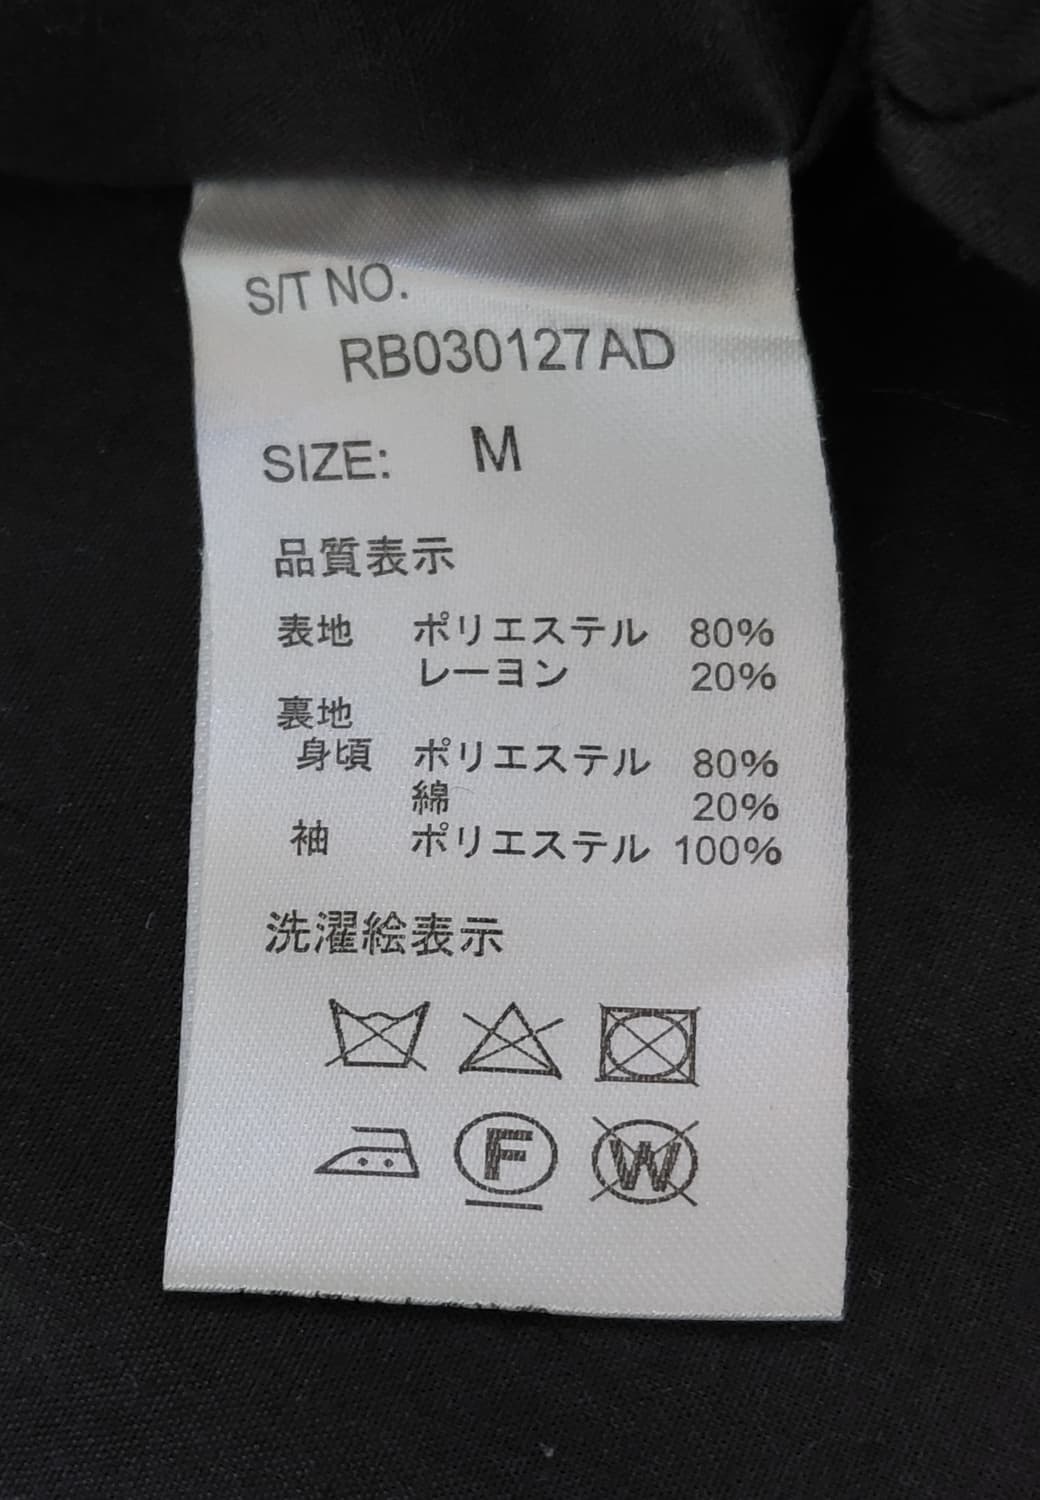 S/T NO.
RB030127AD
SIZE: M
品質表示
表地 ポリエステル 80%
レーヨン 20%
裏地
身頃 ポリエステル 80%
綿 20%
袖 ポリエステル 100%
洗濯絵表示
F W